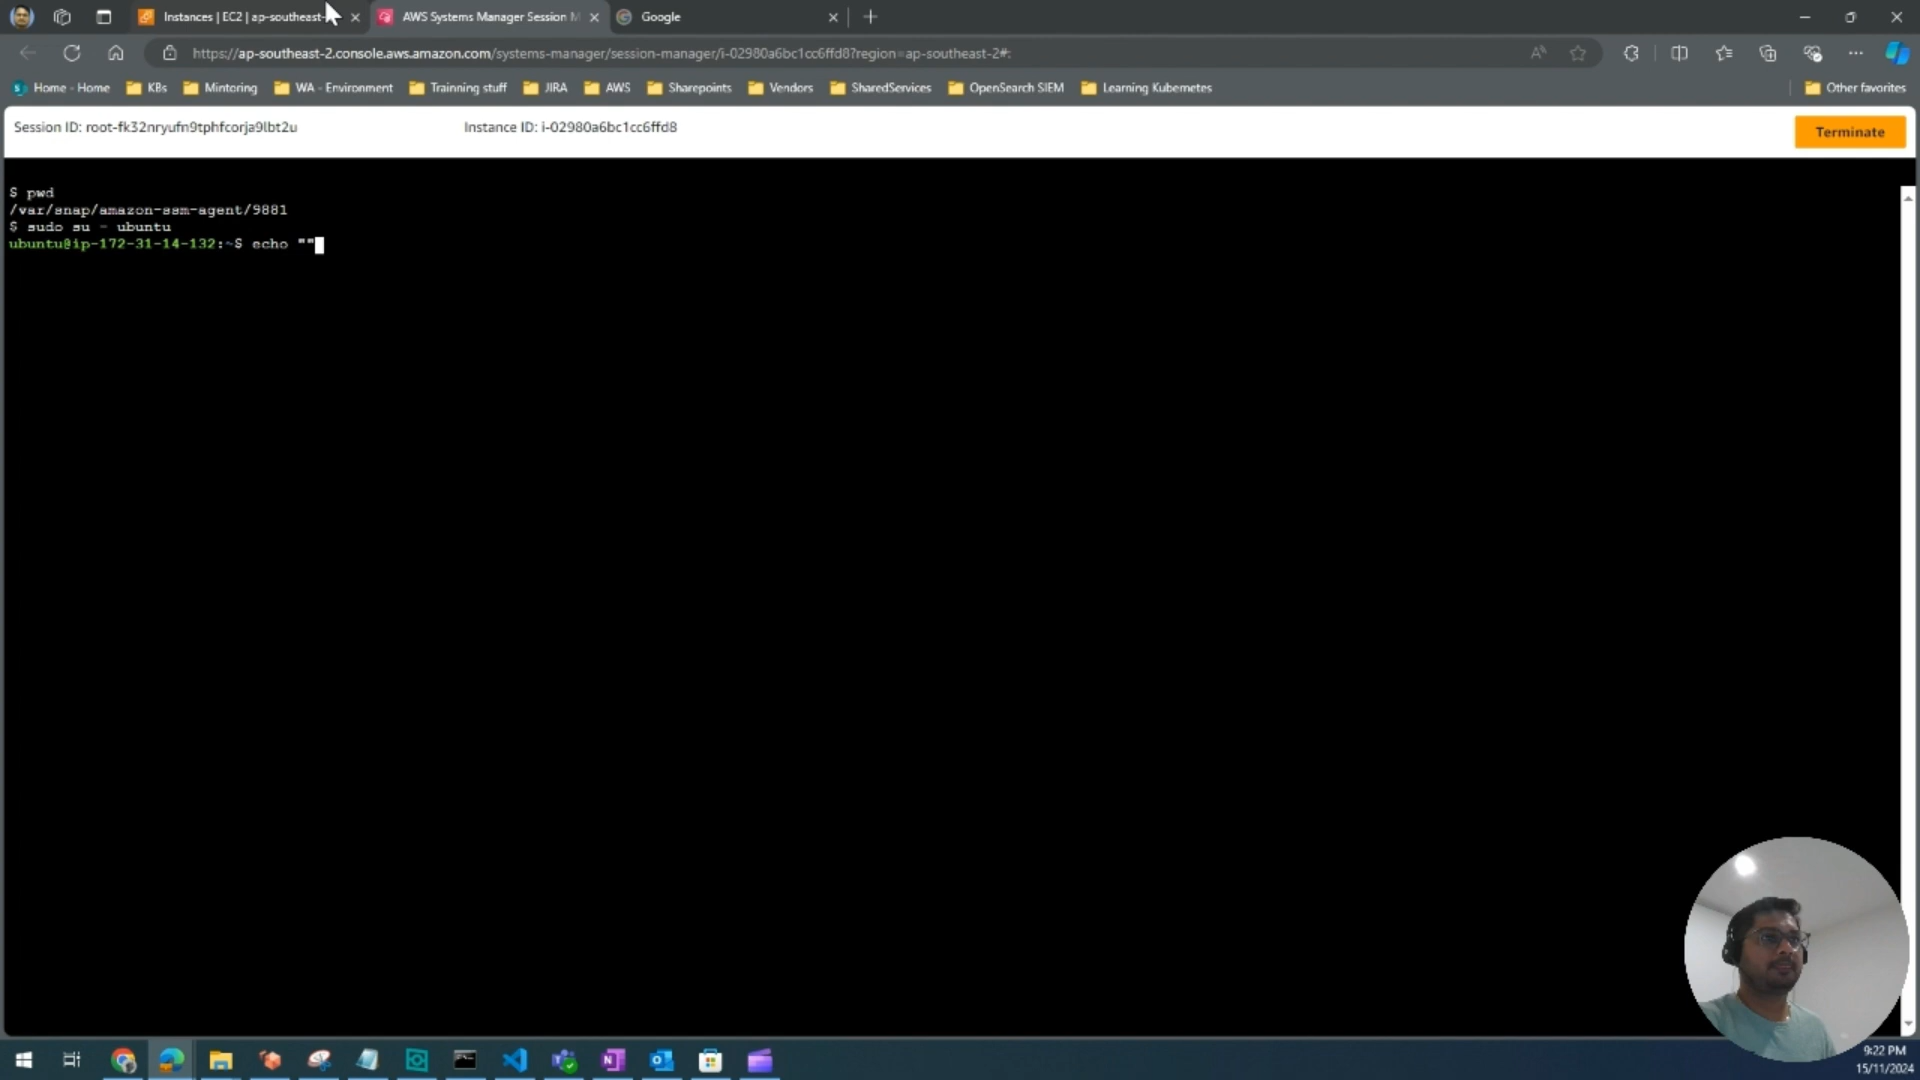 Instances | EC2 | ap-southeast-
AWS Systems Manager Session M
Google
https://ap-southeast-2.console.aws.amazon.com/systems-manager/session-manager/i-02980a6bc1cc6ffd8?region=ap-southeast-2#:
Home - Home
KBs
Mintoring
WA - Environment
Trainning stuff
JIRA
AWS
Sharepoints
Vendors
SharedServices
OpenSearch SIEM
Learning Kubernetes
Other favorites
Session ID: root-fk32nryufn9tphfcorja9lbt2u
Instance ID: i-02980a6bc1cc6ffd8
Terminate
$ pwd
/var/snap/amazon-ssm-agent/9881
$ sudo su - ubuntu
ubuntu@ip-172-31-14-132:~$ echo ""
9:22 PM
15/11/2024